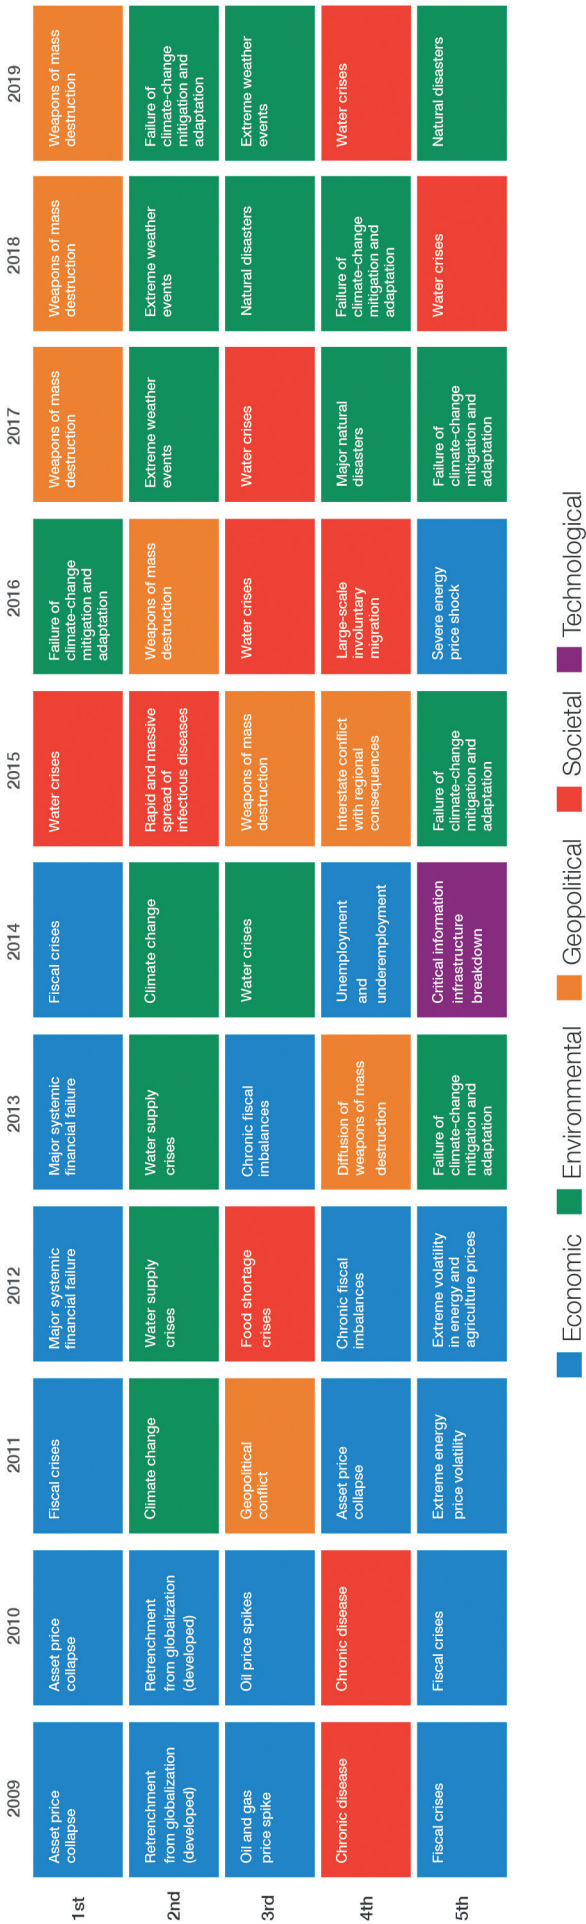 2009
2010
2011
2012
2013
2014
2015
2016
2017
2018
2019
1st
Asset price
collapse
Asset price
collapse
Fiscal crises
Major systemic
financial failure
Major systemic
financial failure
Fiscal crises
Water crises
Failure of
climate-change
mitigation and
adaptation
Weapons of mass
destruction
Weapons of mass
destruction
Weapons of mass
destruction
2nd
Retrenchment
from globalization
(developed)
Retrenchment
from globalization
(developed)
Climate change
Water supply
crises
Water supply
crises
Climate change
Rapid and massive
spread of
infectious diseases
Weapons of mass
destruction
Extreme weather
events
Extreme weather
events
Failure of
climate-change
mitigation and
adaptation
3rd
Oil and gas
price spike
Oil price spikes
Geopolitical
conflict
Food shortage
crises
Chronic fiscal
imbalances
Water crises
Weapons of mass
destruction
Water crises
Water crises
Natural disasters
Extreme weather
events
4th
Chronic disease
Chronic disease
Asset price
collapse
Chronic fiscal
imbalances
Diffusion of
weapons of mass
destruction
Unemployment
and
underemployment
Interstate conflict
with regional
consequences
Large-scale
involuntary
migration
Major natural
disasters
Failure of
climate-change
mitigation and
adaptation
Water crises
5th
Fiscal crises
Fiscal crises
Extreme energy
price volatility
Extreme volatility
in energy and
agriculture prices
Failure of
climate-change
mitigation and
adaptation
Critical information
infrastructure
breakdown
Failure of
climate-change
mitigation and
adaptation
Severe energy
price shock
Failure of
climate-change
mitigation and
adaptation
Water crises
Natural disasters
Economic
Environmental
Geopolitical
Societal
Technological